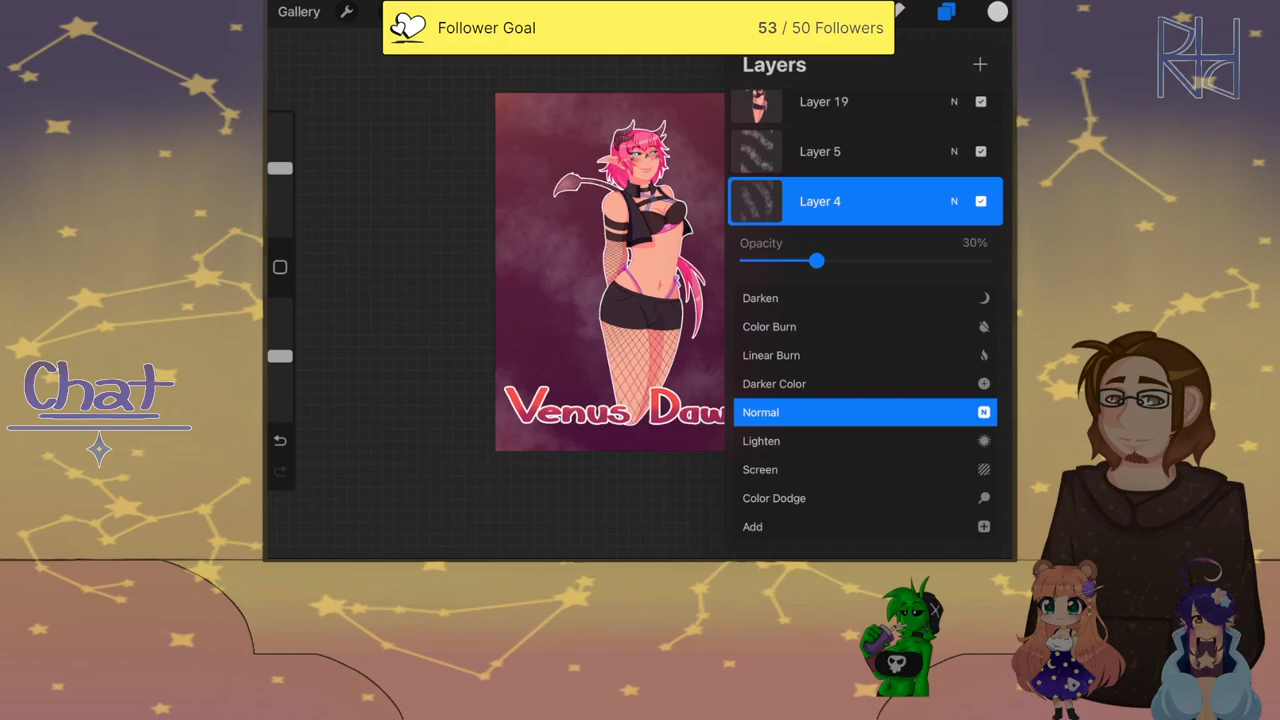 Gallery
Follower Goal
53 / 50 Followers
Layers
Layer 19
N
Layer 5
N
Layer 4
N
Opacity
30%
Darken
Color Burn
Linear Burn
Darker Color
Normal
N
Lighten
Screen
Color Dodge
Add
Venus Daw
Chat